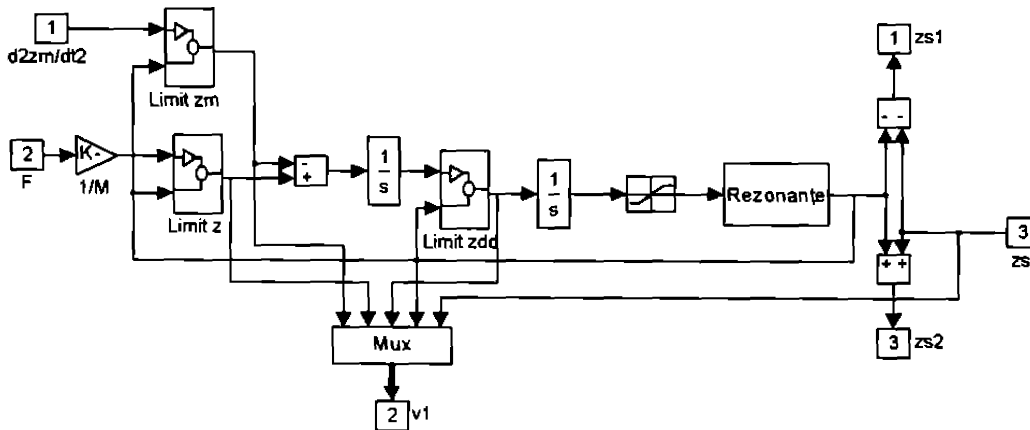 1
d2zm/dt2
Limit zm
2
F
K-
1/M
Limit z
-
+
1
s
Limit zdd
1
s
Rezonanțe
1
zs1
- -
3
zs
+ +
3
zs2
Mux
2
v1